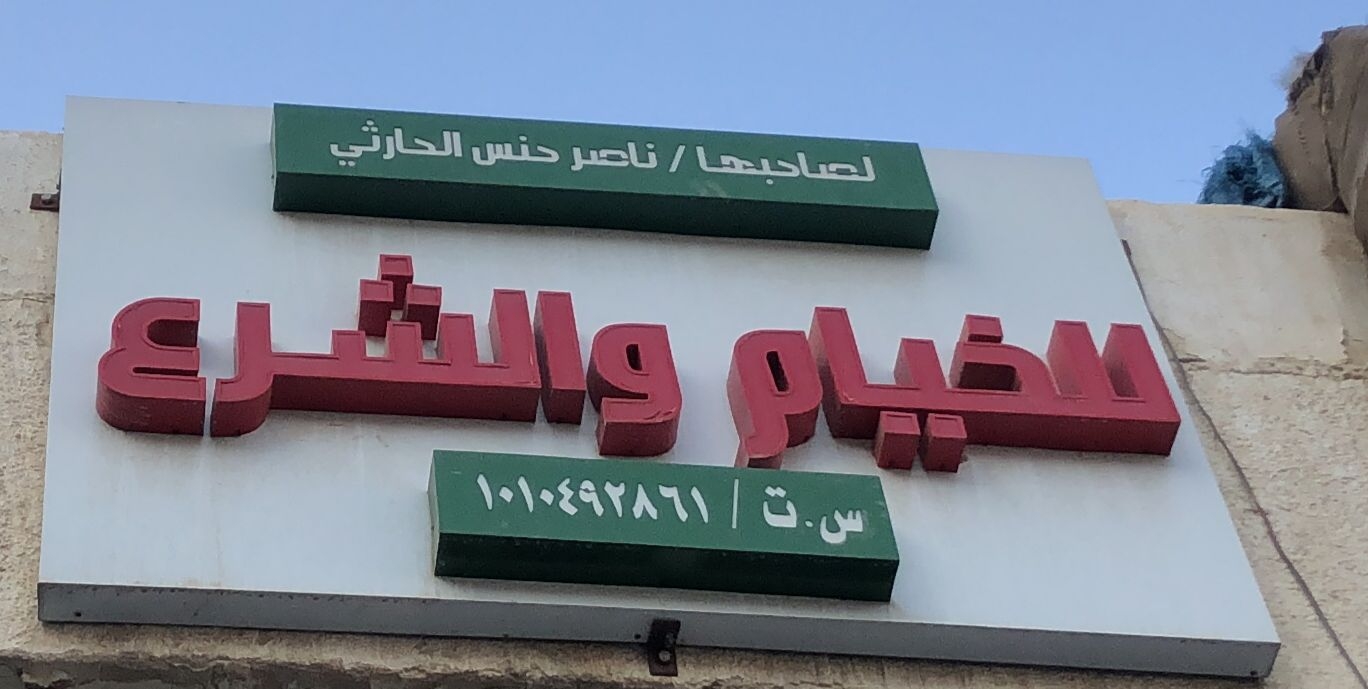 لصاحبها / ناصر حنس الحارثي
للخيام والشرع
س.ت / ١٠١٠٤٩٢٨٦١